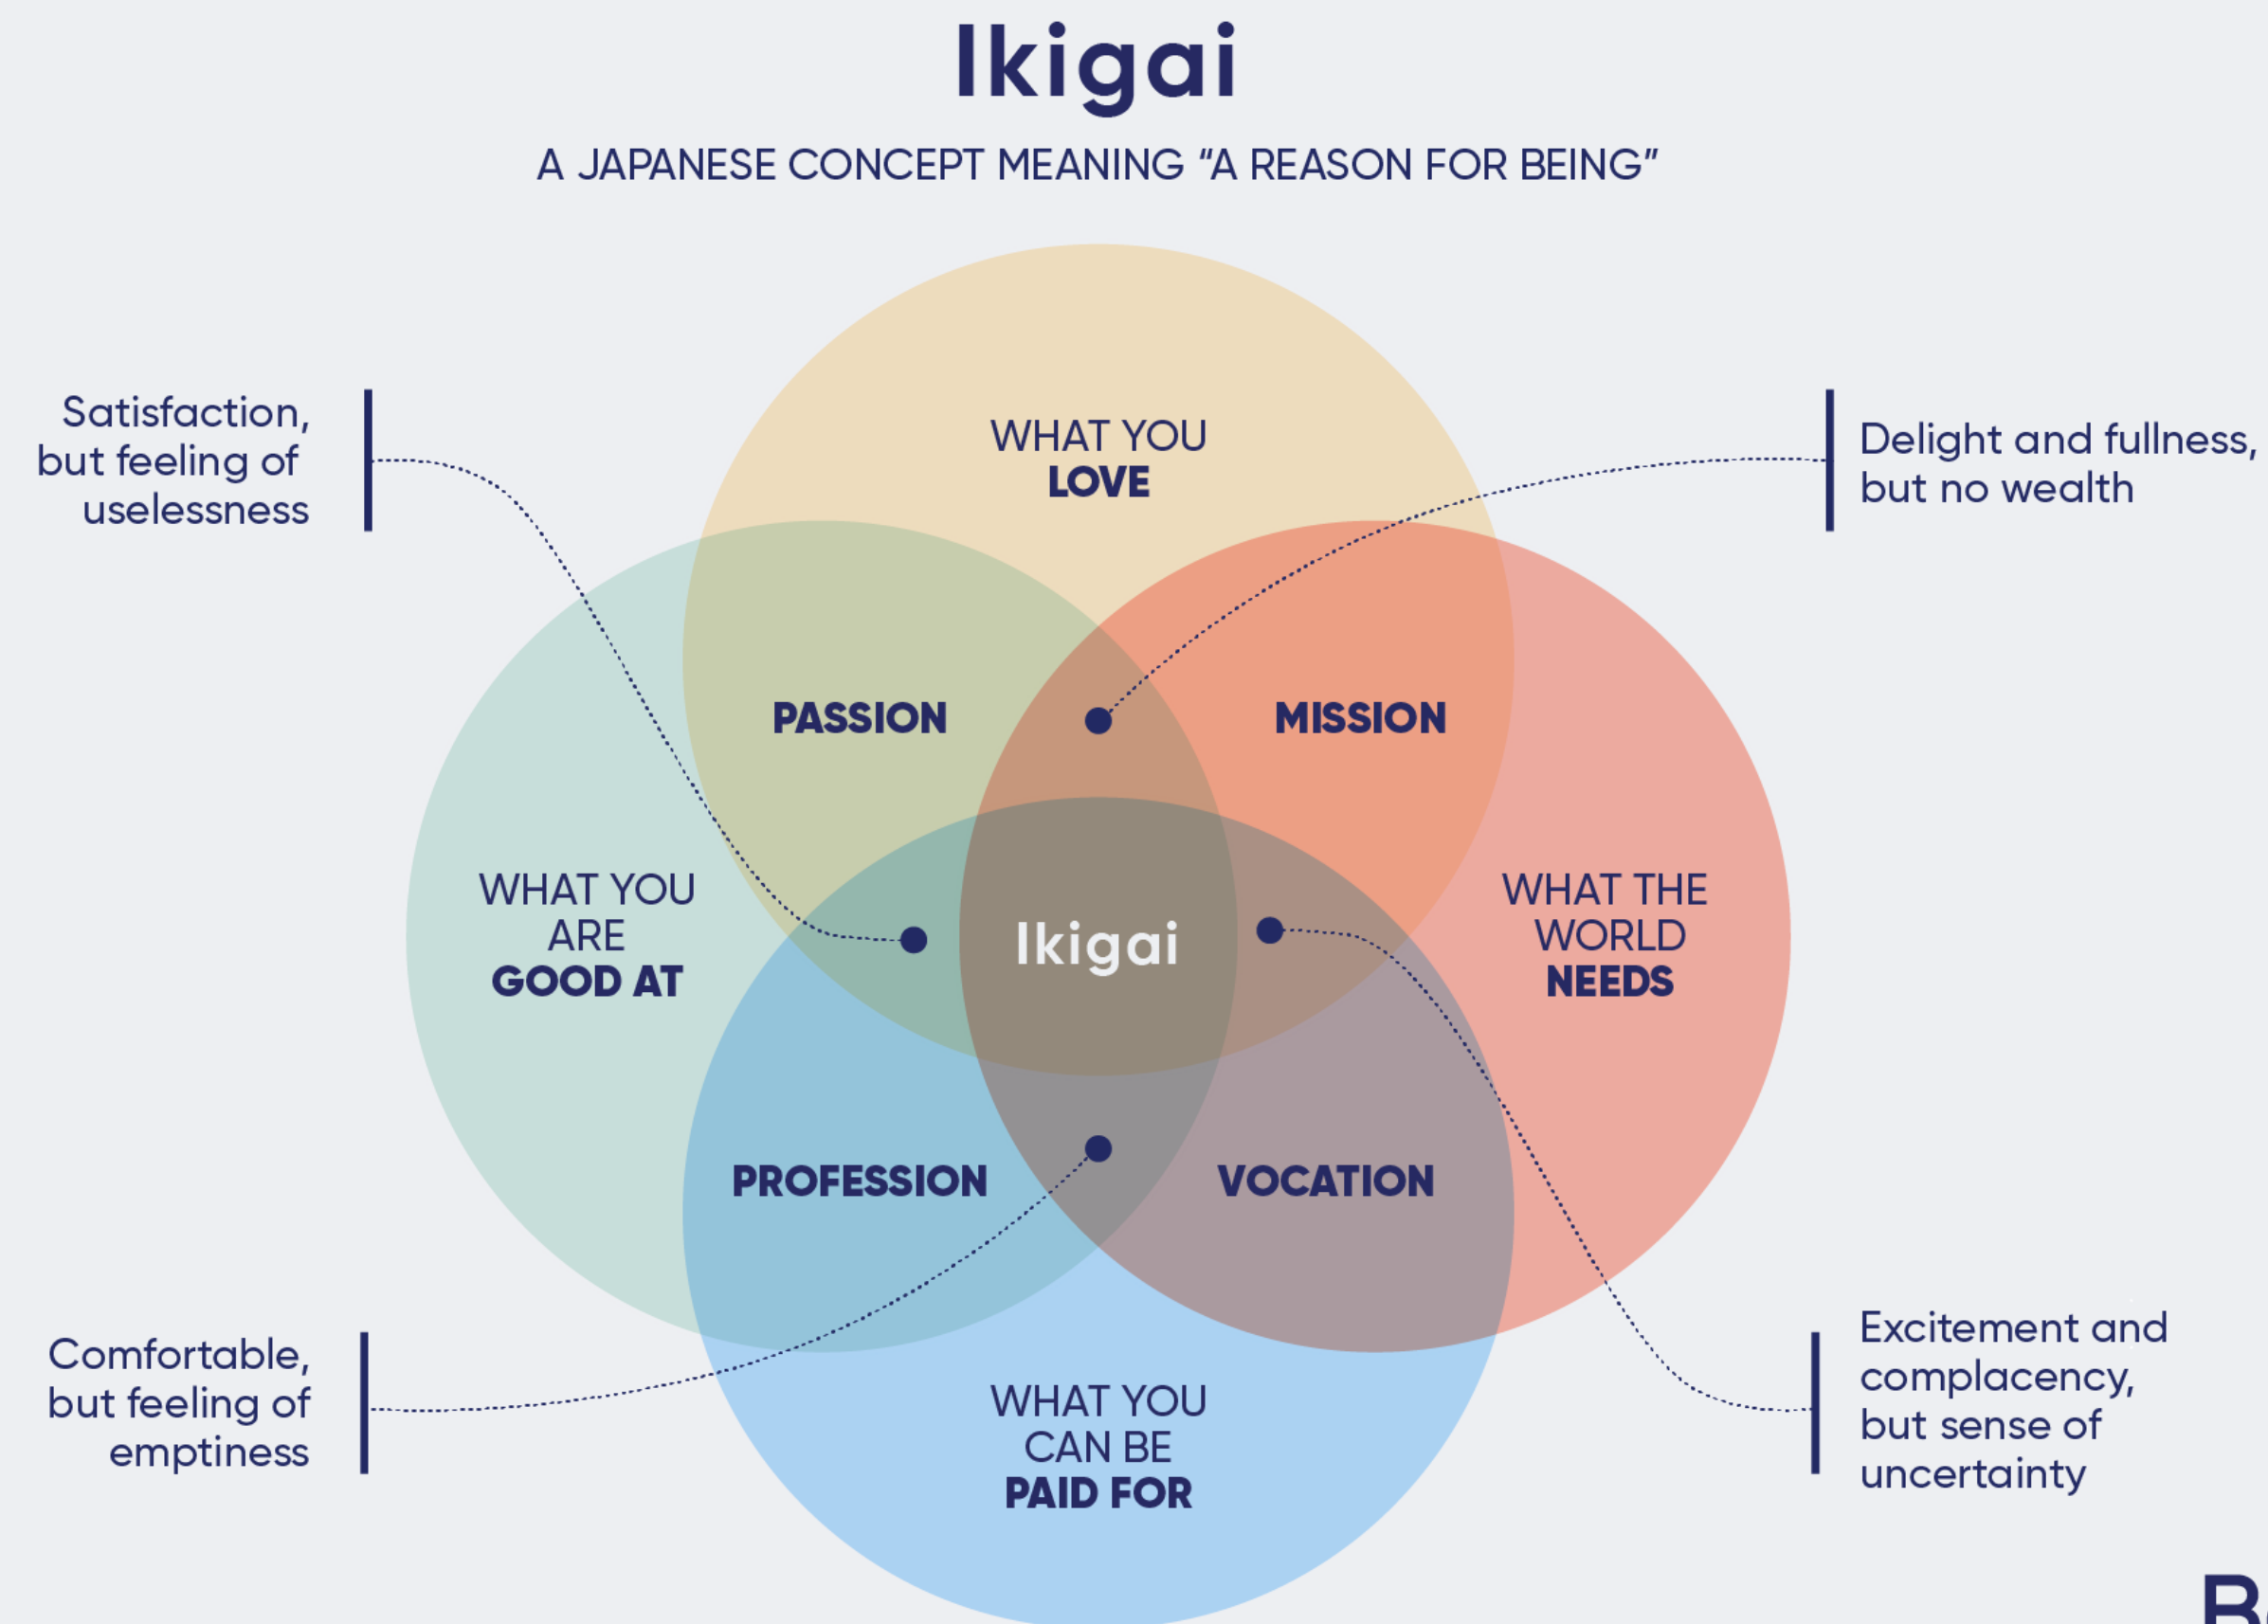 Ikigai
A JAPANESE CONCEPT MEANING “A REASON FOR BEING”
WHAT YOU
LOVE
Satisfaction,
but feeling of
uselessness
Delight and fullness,
but no wealth
PASSION
MISSION
WHAT YOU
ARE
GOOD AT
Ikigai
WHAT THE
WORLD
NEEDS
PROFESSION
VOCATION
Comfortable,
but feeling of
emptiness
WHAT YOU
CAN BE
PAID FOR
Excitement and
complacency,
but sense of
uncertainty